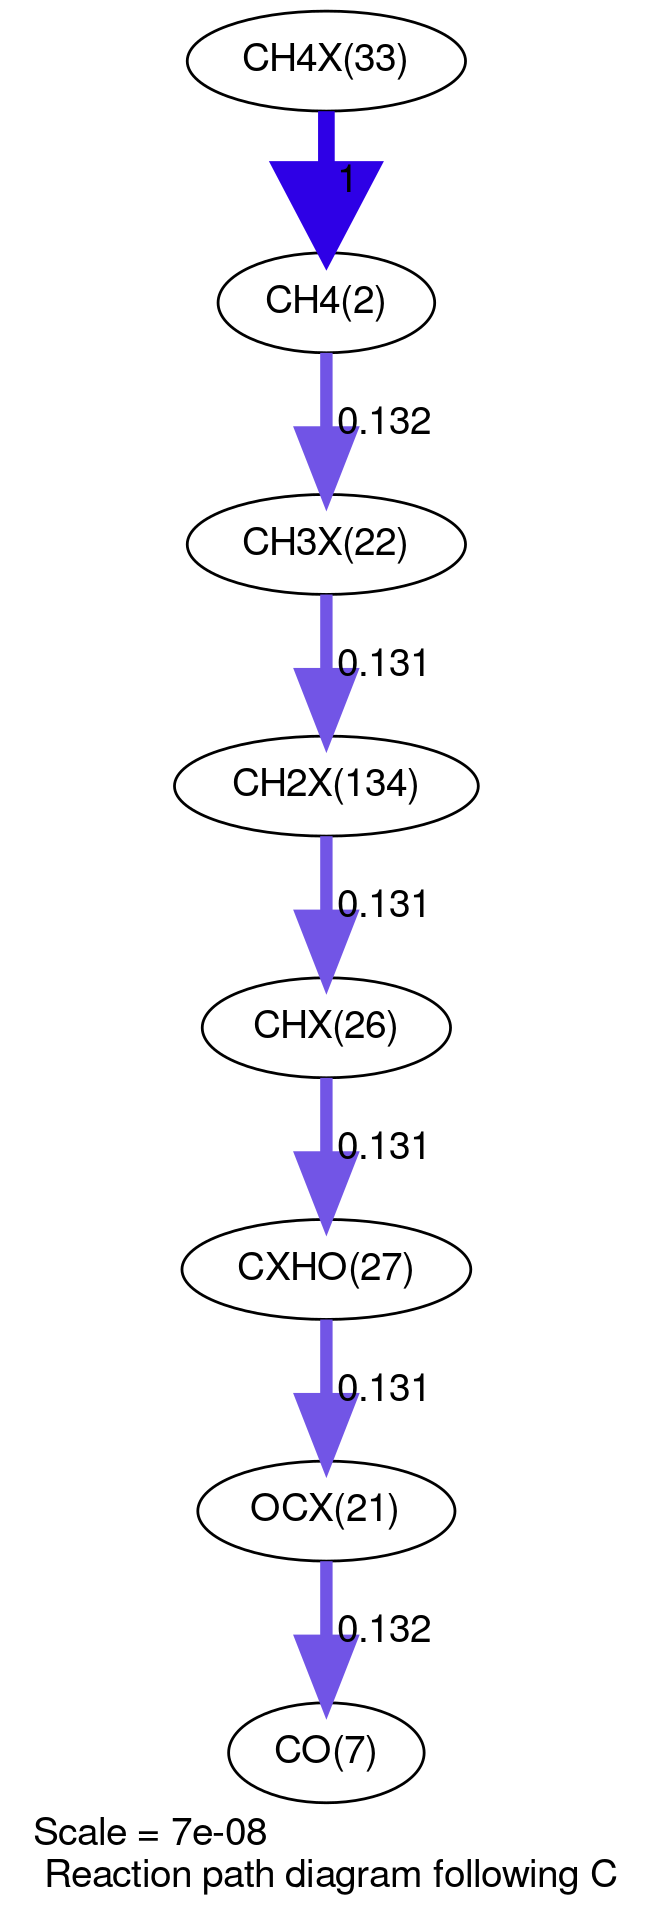 CH4X(33)
1
CH4(2)
0.132
CH3X(22)
0.131
CH2X(134)
0.131
CHX(26)
0.131
CXHO(27)
0.131
OCX(21)
0.132
CO(7)
Scale = 7e-08
Reaction path diagram following C